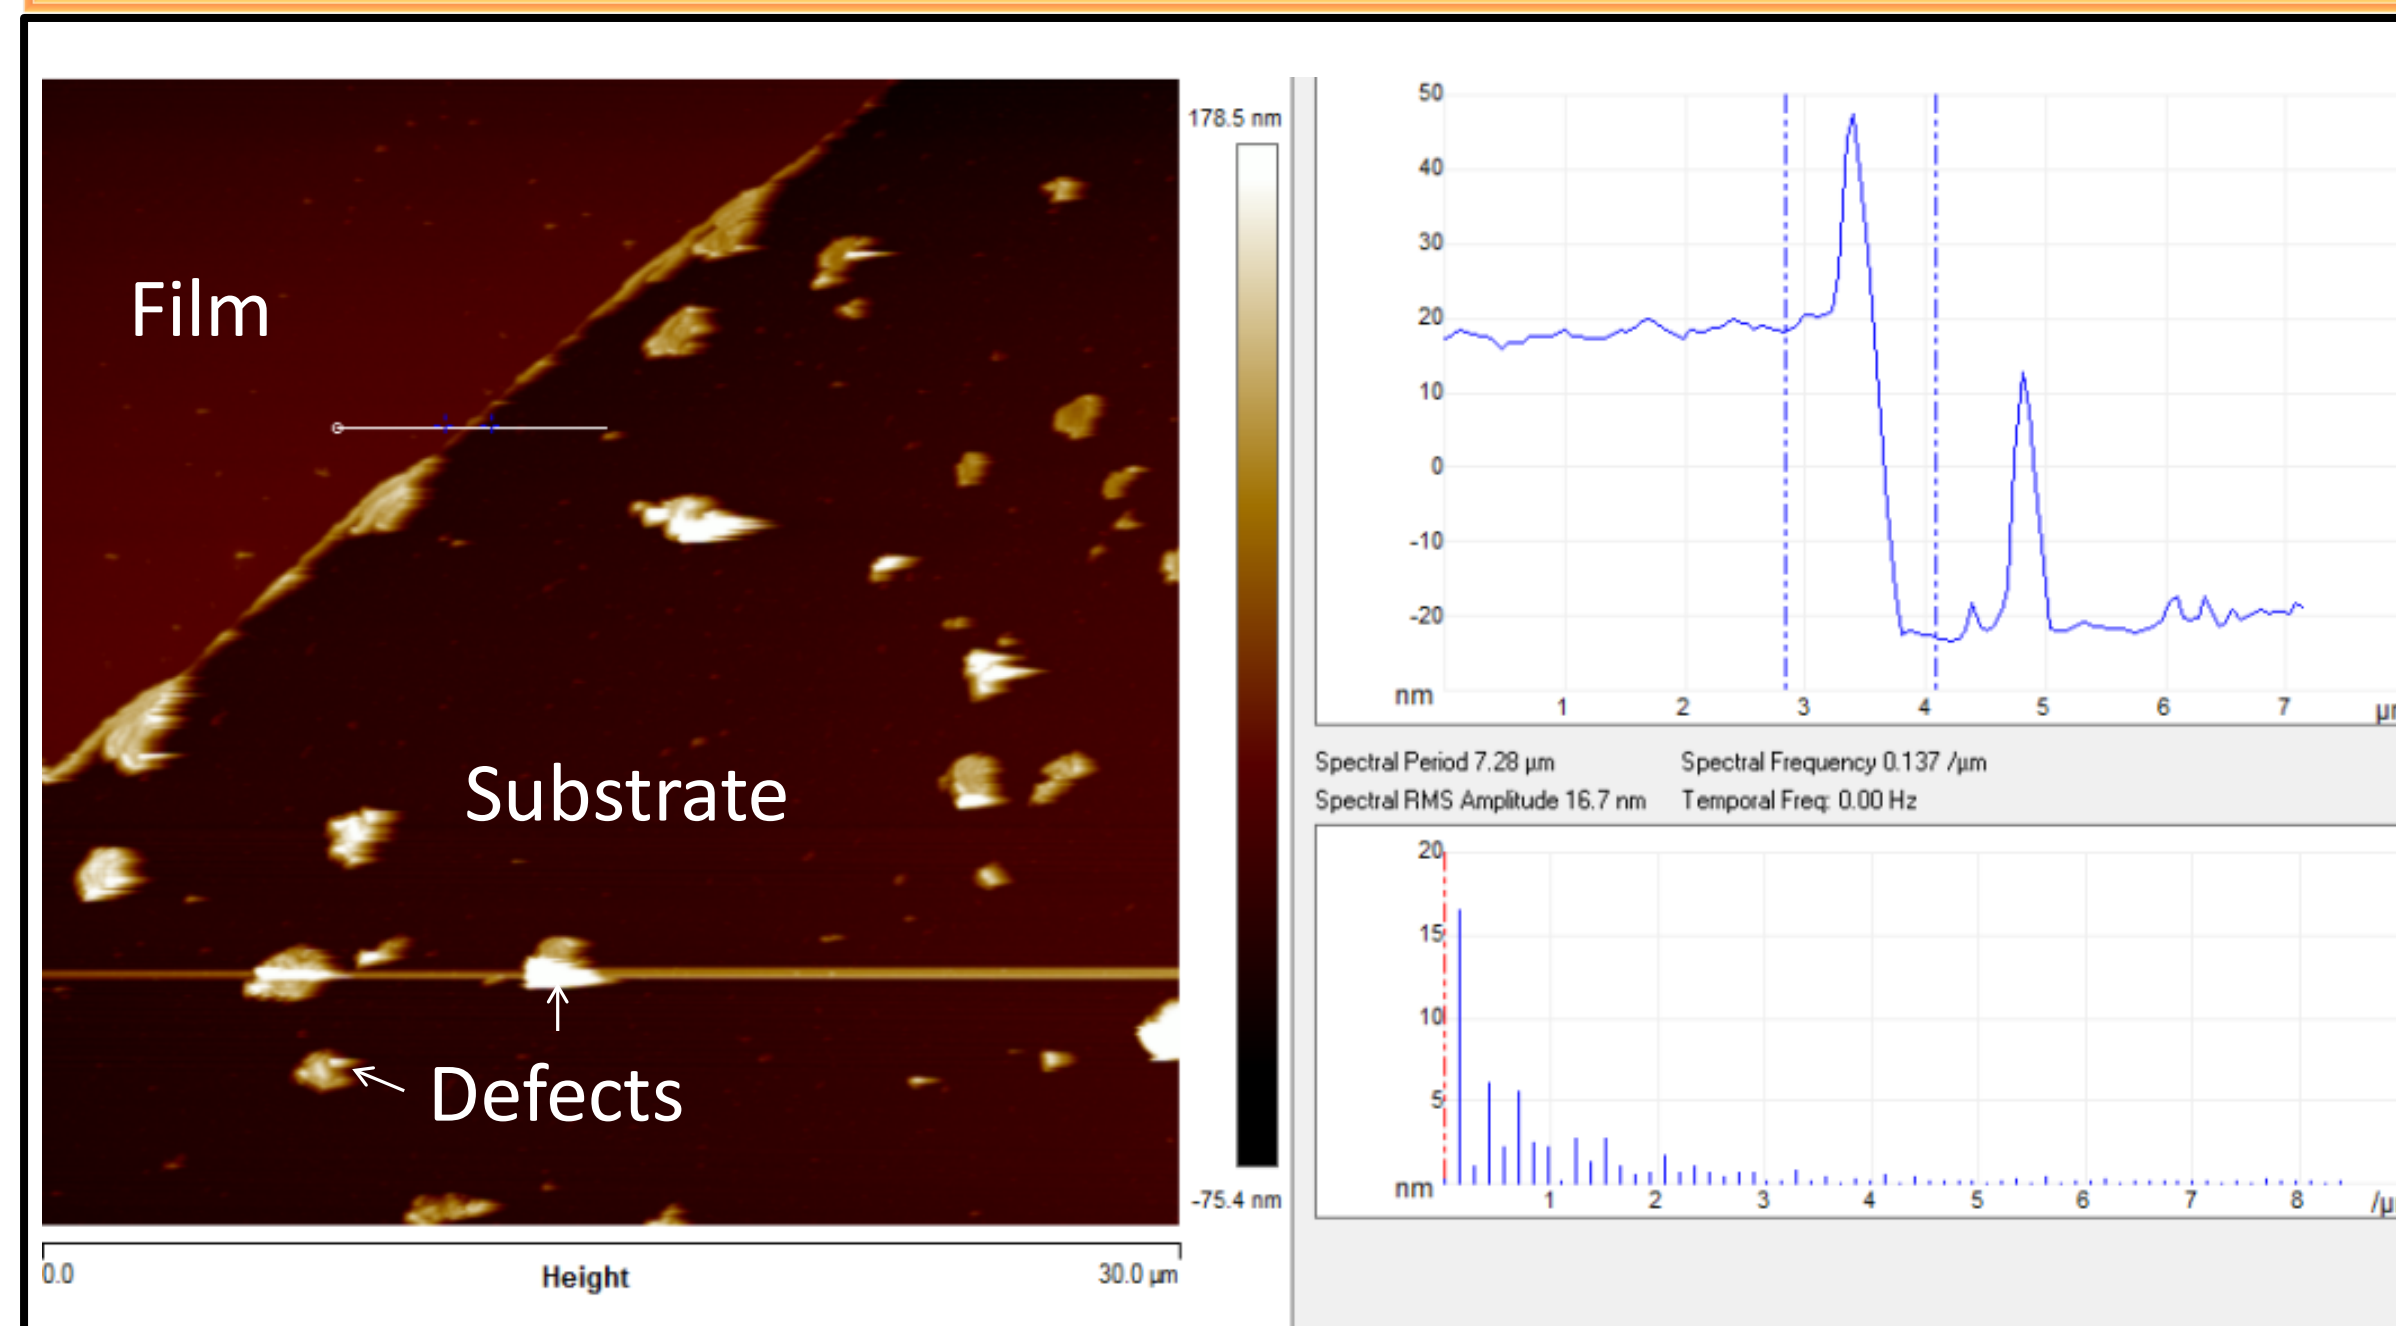 Film
Substrate
Defects
178.5 nm
-75.4 nm
0.0
Height
30.0 µm
50
40
30
20
10
0
-10
-20
nm
1 2 3 4 5 6 7
Spectral Period 7.28 µm Spectral Frequency 0.137 /µm
Spectral RMS Amplitude 16.7 nm Temporal Freq: 0.00 Hz
20
15
10
5
nm
1 2 3 4 5 6 7 8